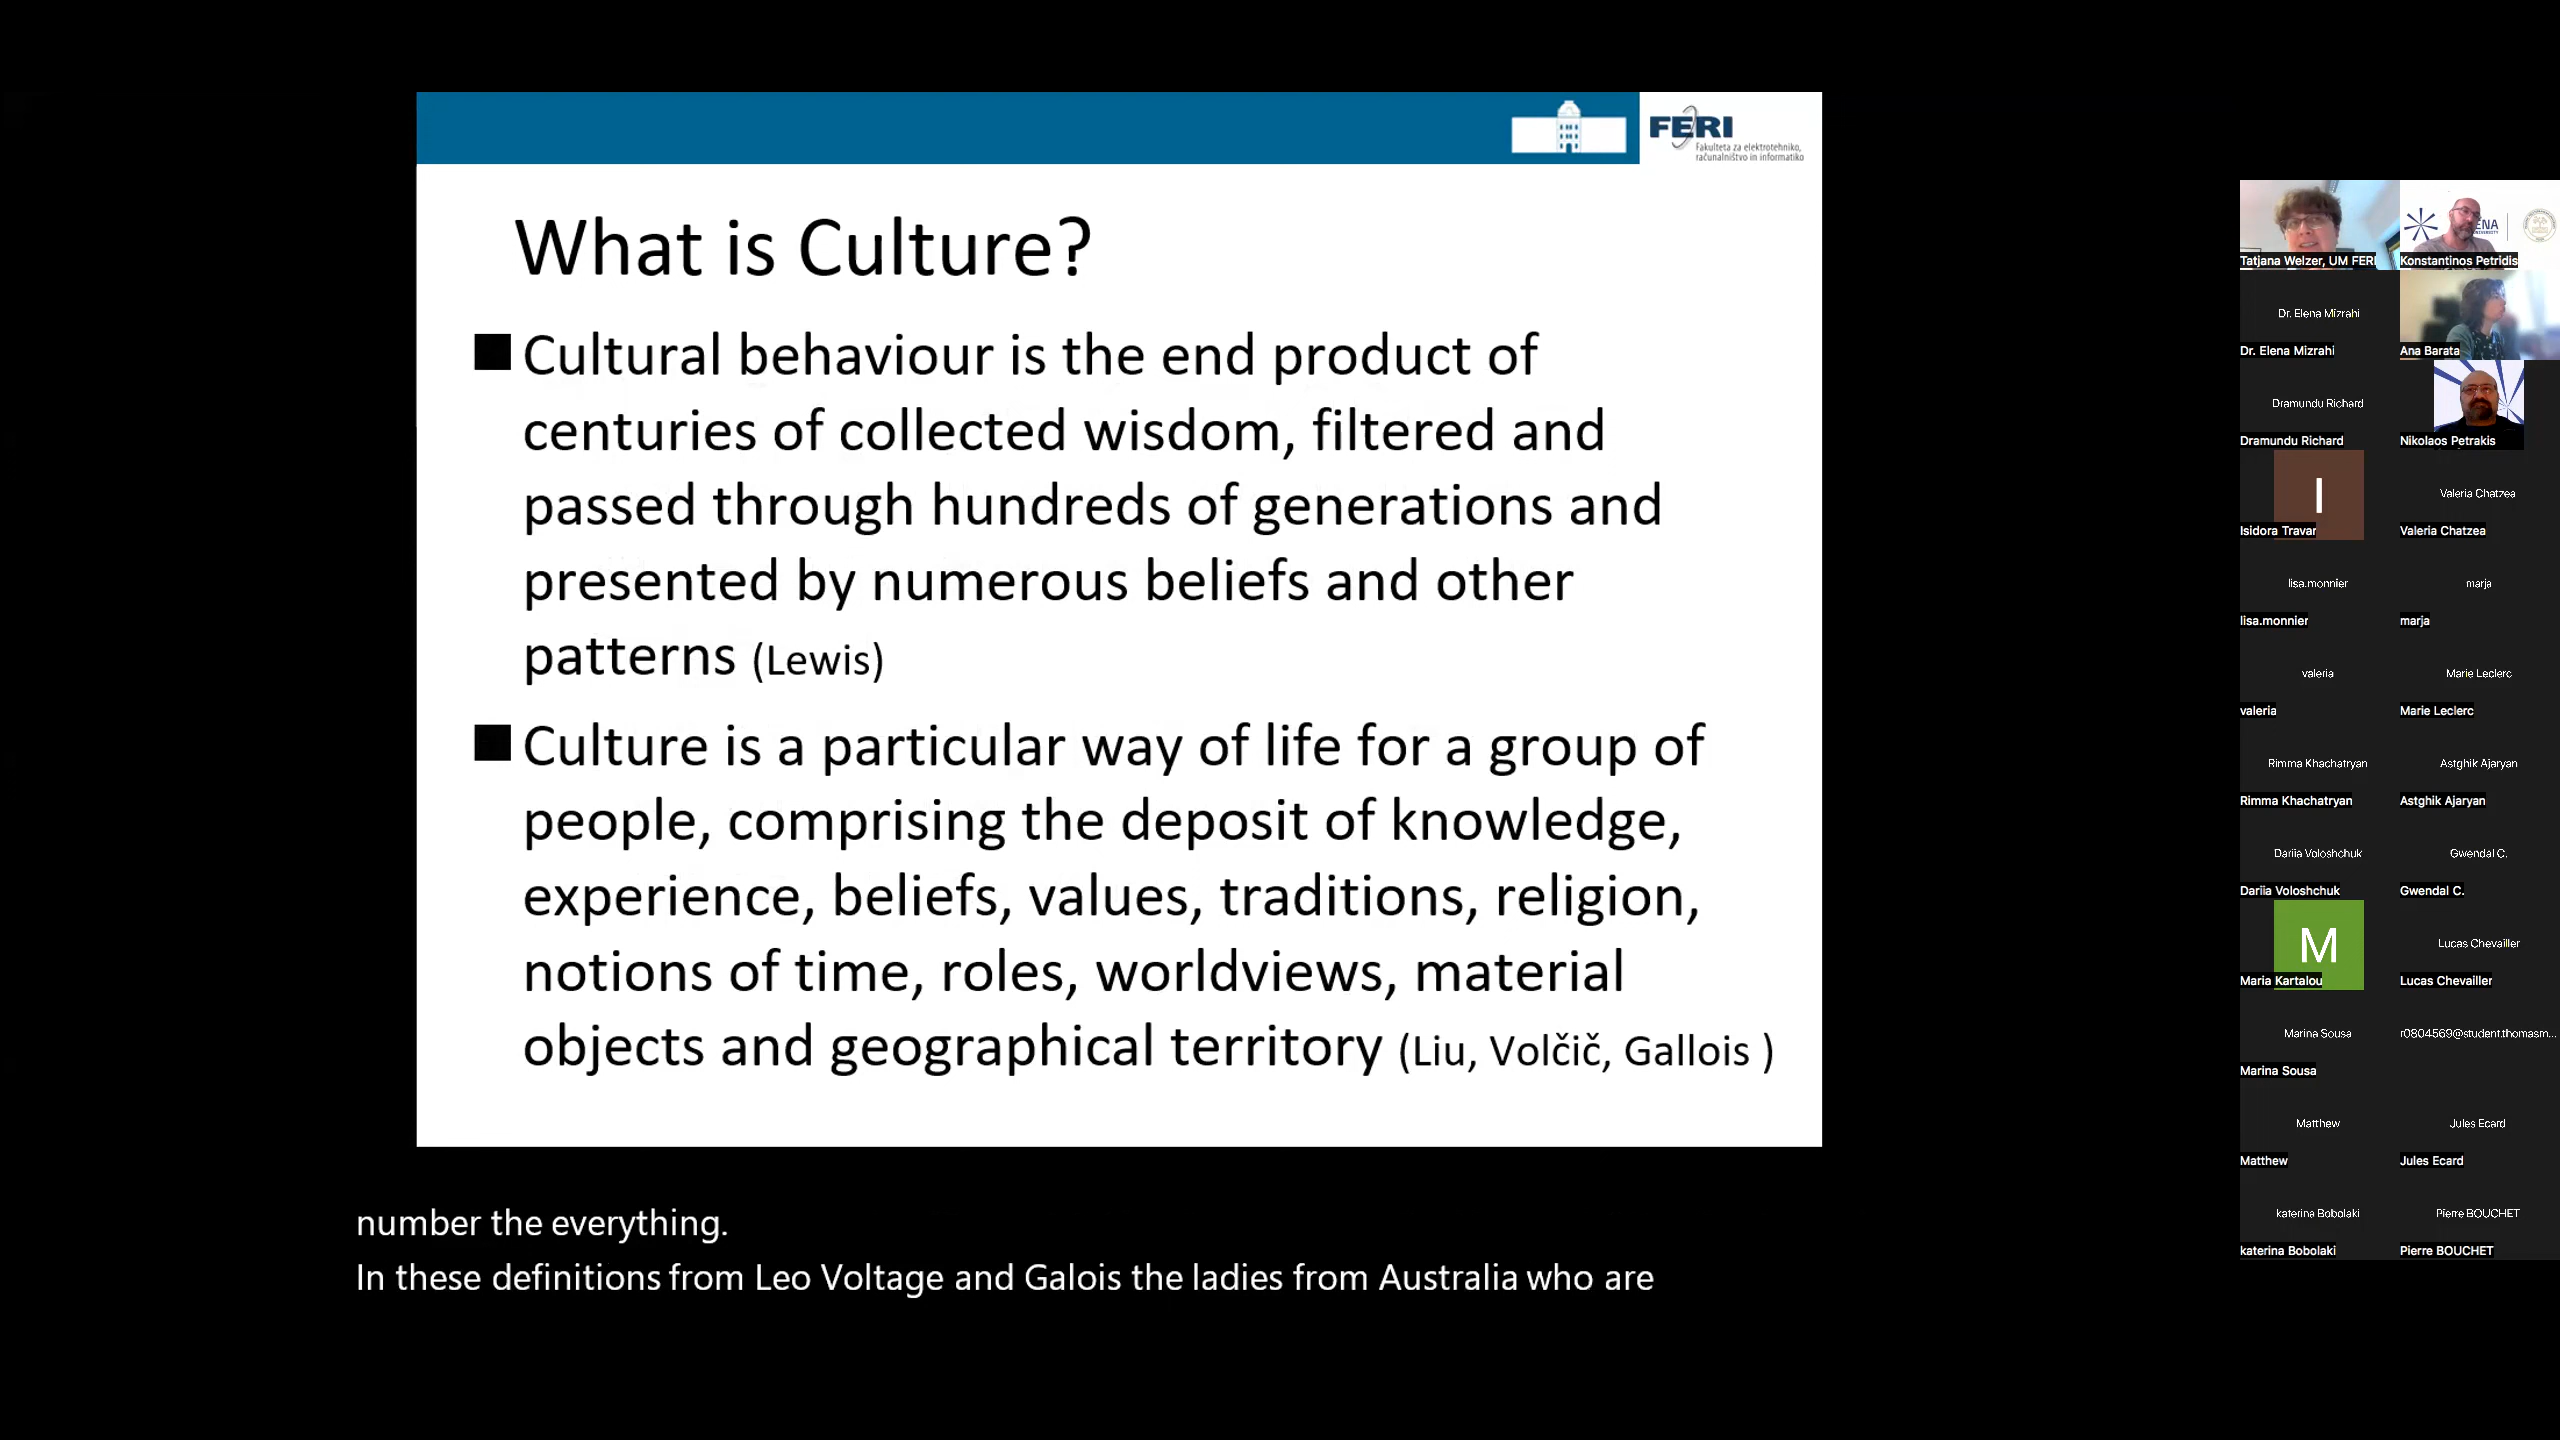 FERI
Fakulteta za elektrotehniko,
računalništvo in informatiko
What is Culture?
Cultural behaviour is the end product of
centuries of collected wisdom, filtered and
passed through hundreds of generations and
presented by numerous beliefs and other
patterns (Lewis)
Culture is a particular way of life for a group of
people, comprising the deposit of knowledge,
experience, beliefs, values, traditions, religion,
notions of time, roles, worldviews, material
objects and geographical territory (Liu, Volčič, Gallois )
number the everything.
In these definitions from Leo Voltage and Galois the ladies from Australia who are
Tatjana Welzer, UM FERI
ENA
Konstantinos Petridis
Dr. Elena Mizrahi
Dr. Elena Mizrahi
Ana Barata
Dramundu Richard
Dramundu Richard
Nikolaos Petrakis
I
Isidora Travar
Valeria Chatzea
Valeria Chatzea
lisa.monnier
lisa.monnier
marja
marja
valeria
valeria
Marie Leclerc
Marie Leclerc
Rimma Khachatryan
Rimma Khachatryan
Astghik Ajaryan
Astghik Ajaryan
Dariia Voloshchuk
Dariia Voloshchuk
Gwendal C.
Gwendal C.
M
Maria Kartalou
Lucas Chevailler
Lucas Chevailler
Marina Sousa
Marina Sousa
r0804569@student.thomasm...
Matthew
Matthew
Jules Ecard
Jules Ecard
katerina Bobolaki
katerina Bobolaki
Pierre BOUCHET
Pierre BOUCHET